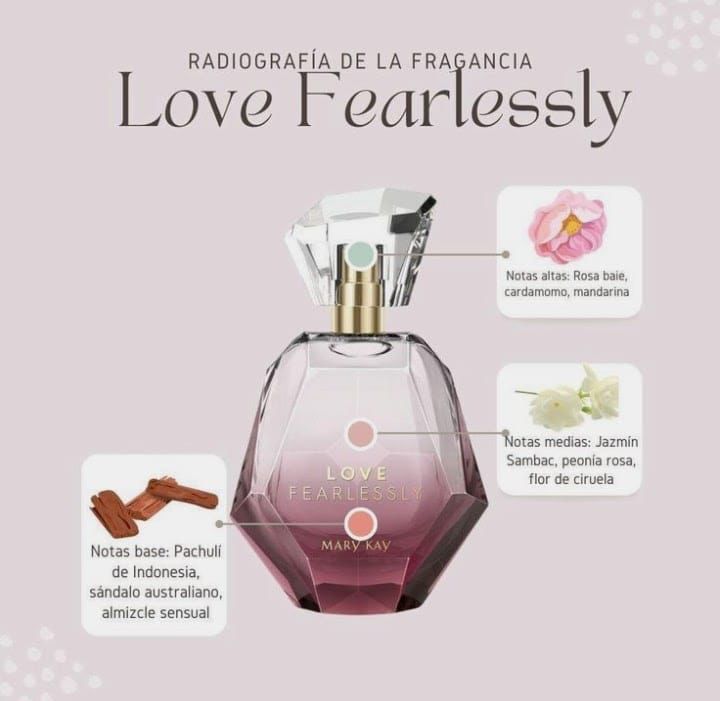 RADIOGRAFÍA DE LA FRAGANCIA
Love Fearlessly
Notas altas: Rosa baie,
cardamomo, mandarina
Notas medias: Jazmín
Sambac, peonía rosa,
flor de ciruela
LOVE
FEARLESSLY
MARY KAY
Notas base: Pachulí
de Indonesia,
sándalo australiano,
almizcle sensual